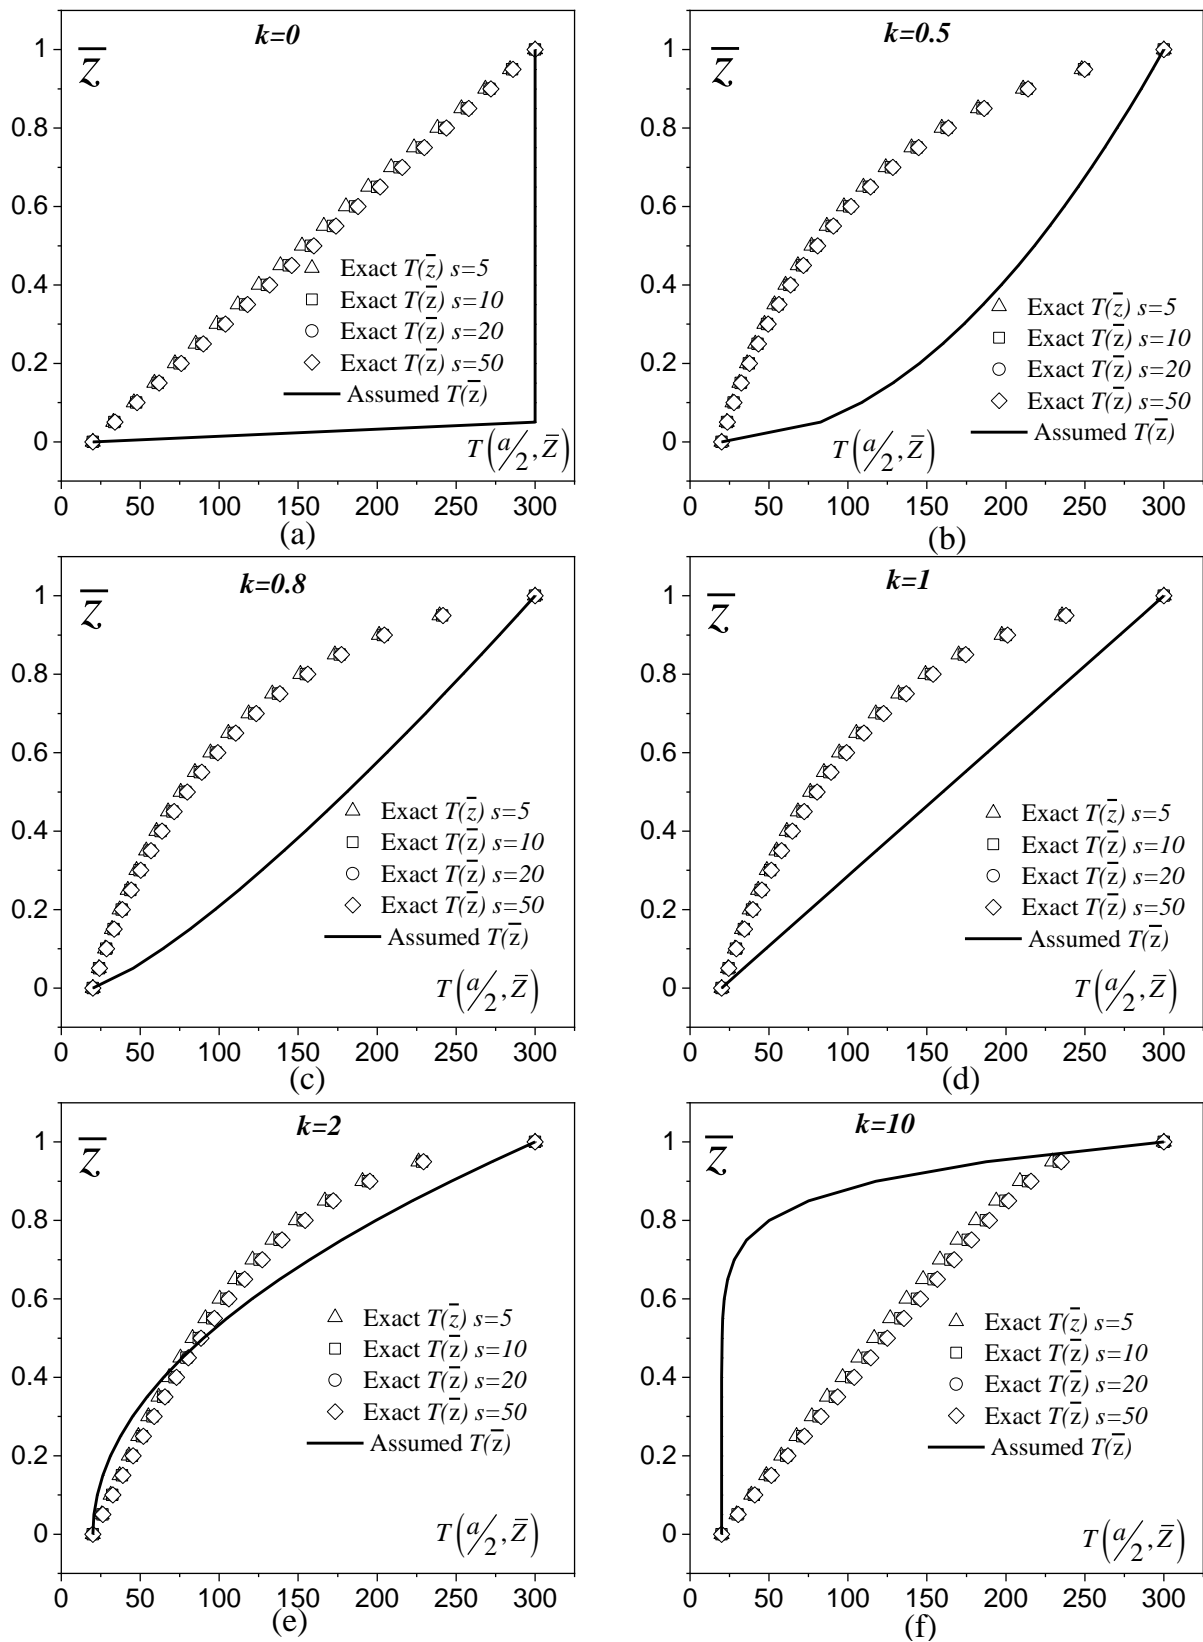 k=0
z̅
1
0.8
0.6
0.4
0.2
0
Exact T(z̅) s=5
Exact T(z̅) s=10
Exact T(z̅) s=20
Exact T(z̅) s=50
Assumed T(z̅)
T(a/2, Z̅)
0 50 100 150 200 250 300
(a)
k=0.5
z̅
1
0.8
0.6
0.4
0.2
0
Exact T(z̅) s=5
Exact T(z̅) s=10
Exact T(z̅) s=20
Exact T(z̅) s=50
Assumed T(z̅)
T(a/2, Z̅)
0 50 100 150 200 250 300
(b)
k=0.8
z̅
1
0.8
0.6
0.4
0.2
0
Exact T(z̅) s=5
Exact T(z̅) s=10
Exact T(z̅) s=20
Exact T(z̅) s=50
Assumed T(z̅)
T(a/2, Z̅)
0 50 100 150 200 250 300
(c)
k=1
z̅
1
0.8
0.6
0.4
0.2
0
Exact T(z̅) s=5
Exact T(z̅) s=10
Exact T(z̅) s=20
Exact T(z̅) s=50
Assumed T(z̅)
T(a/2, Z̅)
0 50 100 150 200 250 300
(d)
k=2
z̅
1
0.8
0.6
0.4
0.2
0
Exact T(z̅) s=5
Exact T(z̅) s=10
Exact T(z̅) s=20
Exact T(z̅) s=50
Assumed T(z̅)
T(a/2, Z̅)
0 50 100 150 200 250 300
(e)
k=10
z̅
1
0.8
0.6
0.4
0.2
0
Exact T(z̅) s=5
Exact T(z̅) s=10
Exact T(z̅) s=20
Exact T(z̅) s=50
Assumed T(z̅)
T(a/2, Z̅)
0 50 100 150 200 250 300
(f)